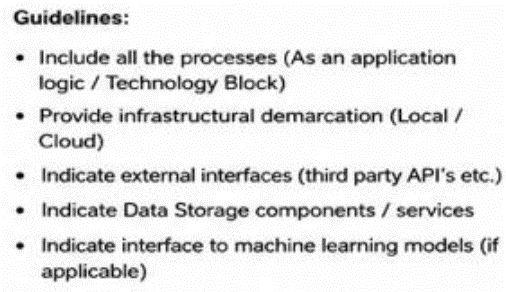 Guidelines:
• Include all the processes (As an application
logic / Technology Block)
• Provide infrastructural demarcation (Local /
Cloud)
• Indicate external interfaces (third party API's etc.)
• Indicate Data Storage components / services
• Indicate interface to machine learning models (if
applicable)